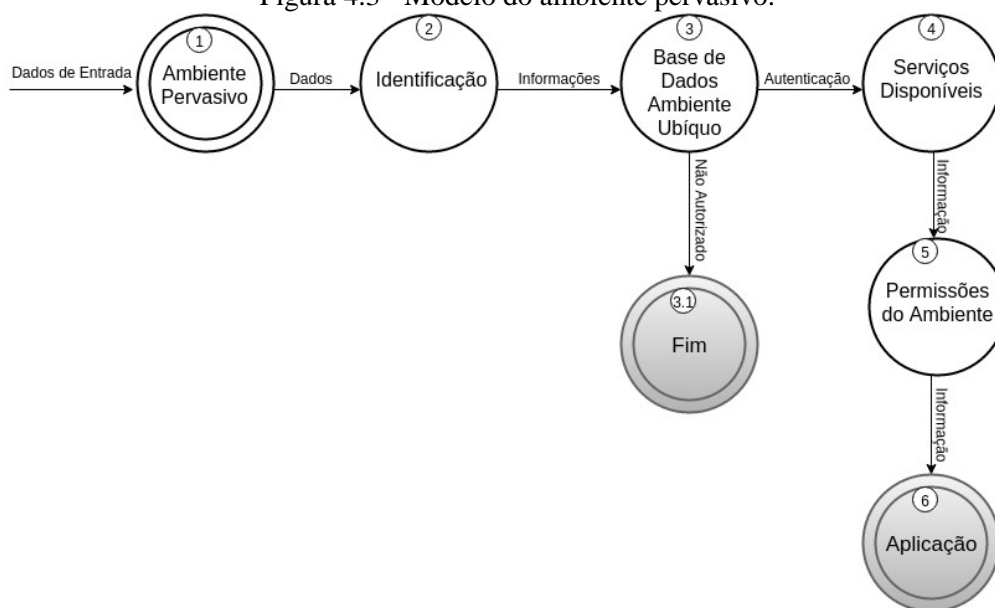 Figura 4.3 - Modelo do ambiente pervasivo.
Dados de Entrada
1
Ambiente
Pervasivo
Dados
2
Identificação
Informações
3
Base de
Dados
Ambiente
Ubíquo
Autenticação
4
Serviços
Disponíveis
Não Autorizado
3.1
Fim
Informação
5
Permissões
do Ambiente
Informação
6
Aplicação